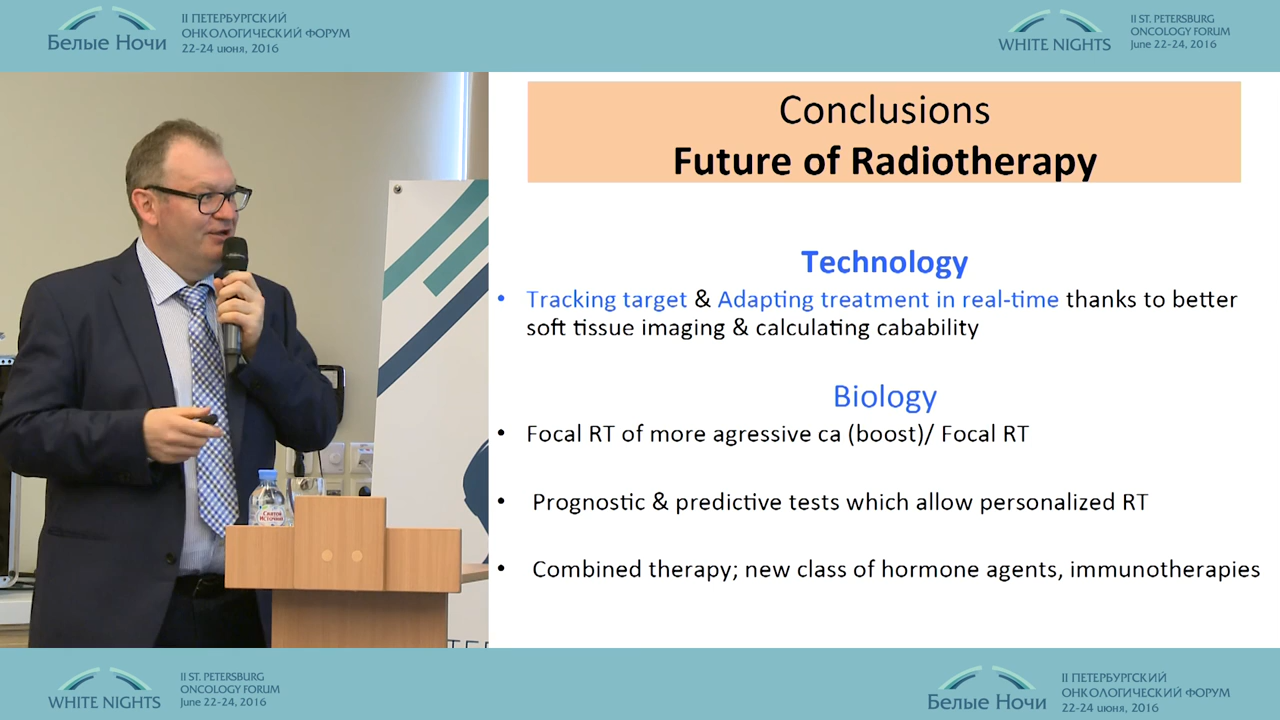 Белые Ночи
II ПЕТЕРБУРГСКИЙ
ОНКОЛОГИЧЕСКИЙ ФОРУМ
22-24 июня, 2016
WHITE NIGHTS
II ST. PETERSBURG
ONCOLOGY FORUM
June 22-24, 2016
Conclusions
Future of Radiotherapy
Technology
• Tracking target & Adapting treatment in real-time thanks to better
soft tissue imaging & calculating cabability
Biology
• Focal RT of more agressive ca (boost)/ Focal RT
• Prognostic & predictive tests which allow personalized RT
• Combined therapy; new class of hormone agents, immunotherapies
Святой
Источник
WHITE NIGHTS
II ST. PETERSBURG
ONCOLOGY FORUM
June 22-24, 2016
Белые Ночи
II ПЕТЕРБУРГСКИЙ
ОНКОЛОГИЧЕСКИЙ ФОРУМ
22-24 июня, 2016